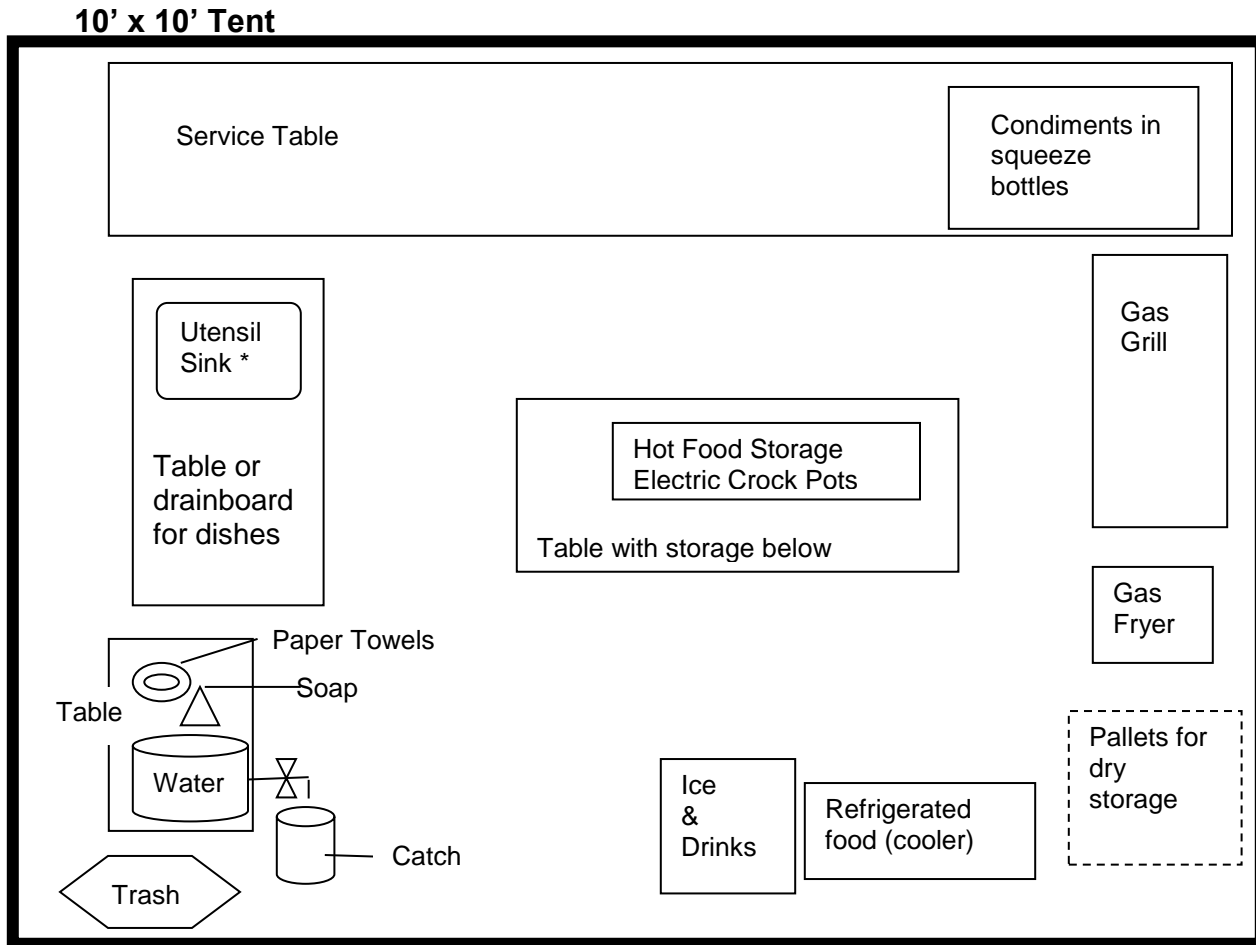 10’ x 10’ Tent
Service Table
Condiments in
squeeze
bottles
Utensil
Sink *
Table or
drainboard
for dishes
Hot Food Storage
Electric Crock Pots
Table with storage below
Gas
Grill
Gas
Fryer
Paper Towels
Soap
Table
Water
Catch
Trash
Ice
&
Drinks
Refrigerated
food (cooler)
Pallets for
dry
storage